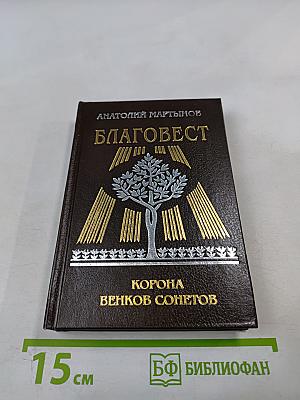 АНАТОЛИЙ МАРТЫНОВ
БЛАГОВЕСТ
КОРОНА
ВЕНКОВ СОНЕТОВ
15 см
БФ БИБЛИОФАН